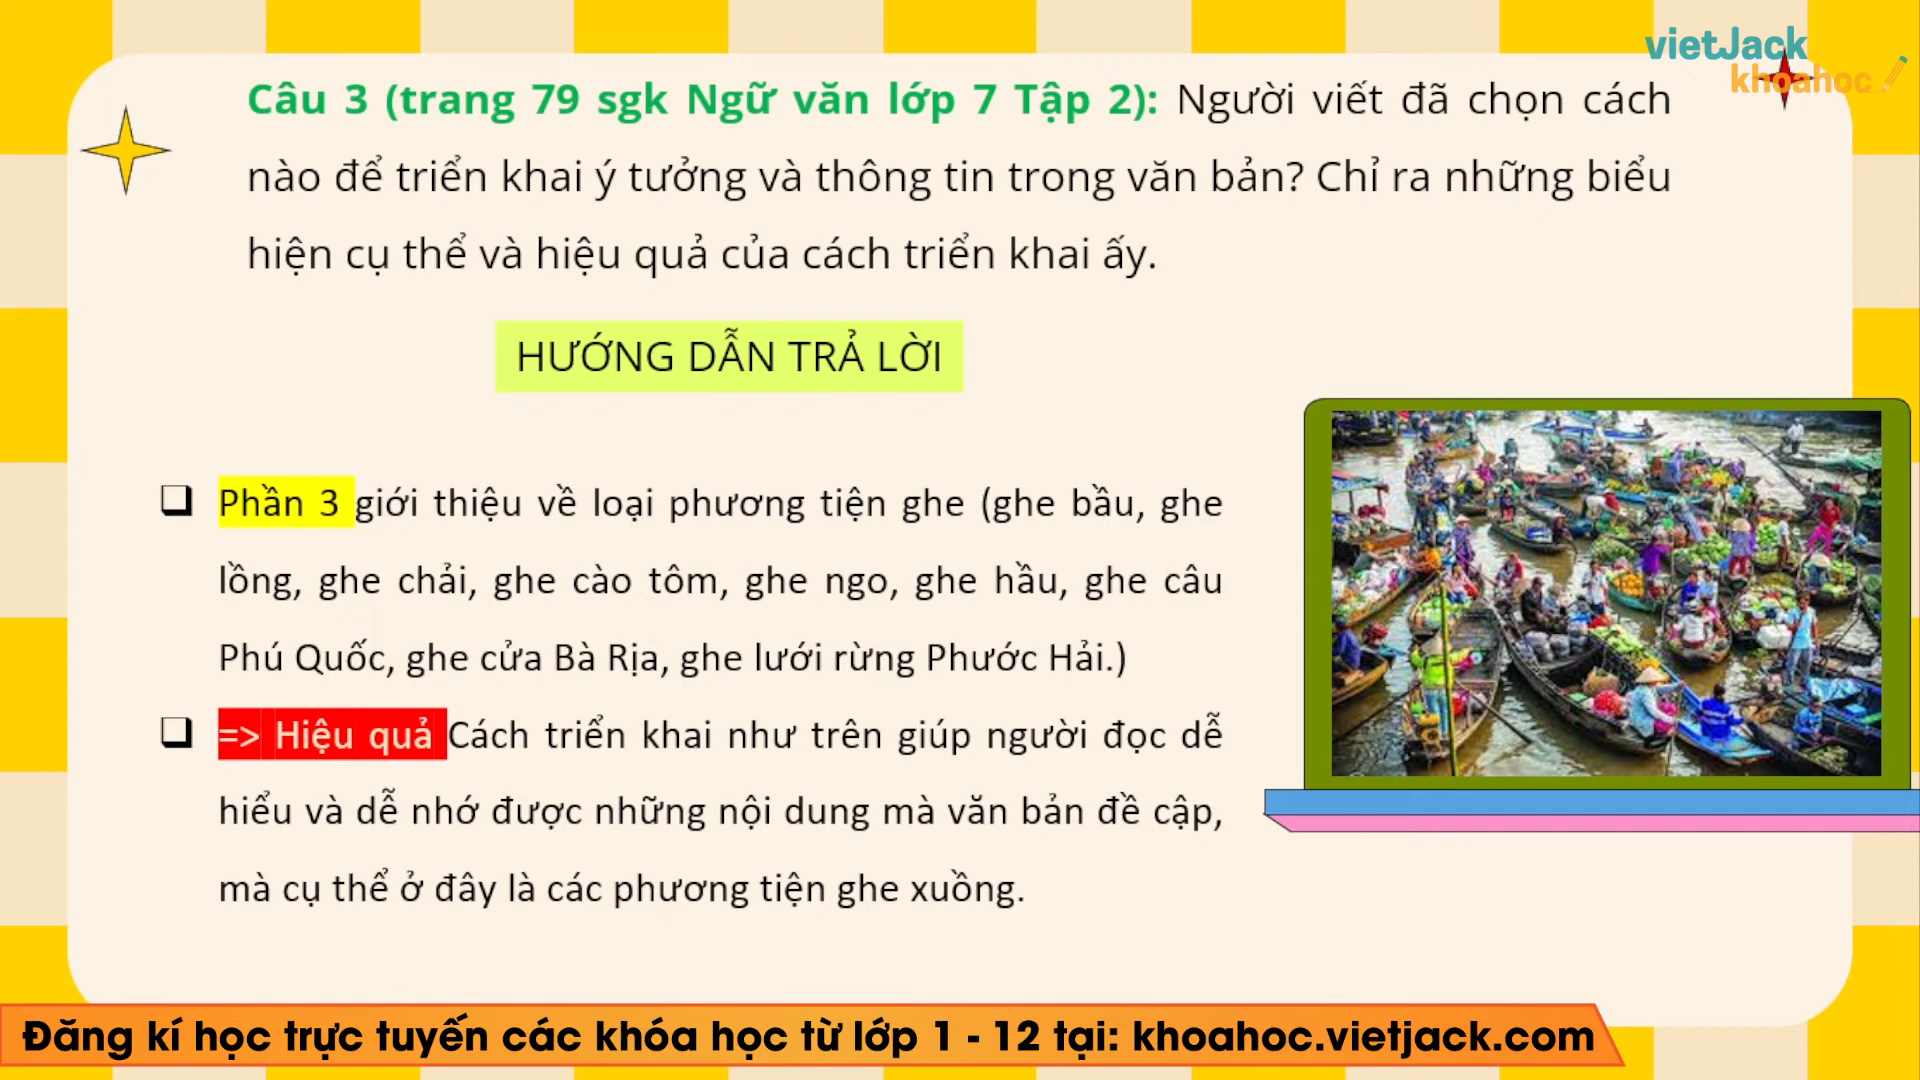 vietJack
khoahoc
Câu 3 (trang 79 sgk Ngữ văn lớp 7 Tập 2): Người viết đã chọn cách
nào để triển khai ý tưởng và thông tin trong văn bản? Chỉ ra những biểu
hiện cụ thể và hiệu quả của cách triển khai ấy.
HƯỚNG DẪN TRẢ LỜI
Phần 3 giới thiệu về loại phương tiện ghe (ghe bầu, ghe
lồng, ghe chải, ghe cào tôm, ghe ngo, ghe hầu, ghe câu
Phú Quốc, ghe cửa Bà Rịa, ghe lưới rừng Phước Hải.)
=> Hiệu quả Cách triển khai như trên giúp người đọc dễ
hiểu và dễ nhớ được những nội dung mà văn bản đề cập,
mà cụ thể ở đây là các phương tiện ghe xuồng.
Đăng kí học trực tuyến các khóa học từ lớp 1 - 12 tại: khoahoc.vietjack.com